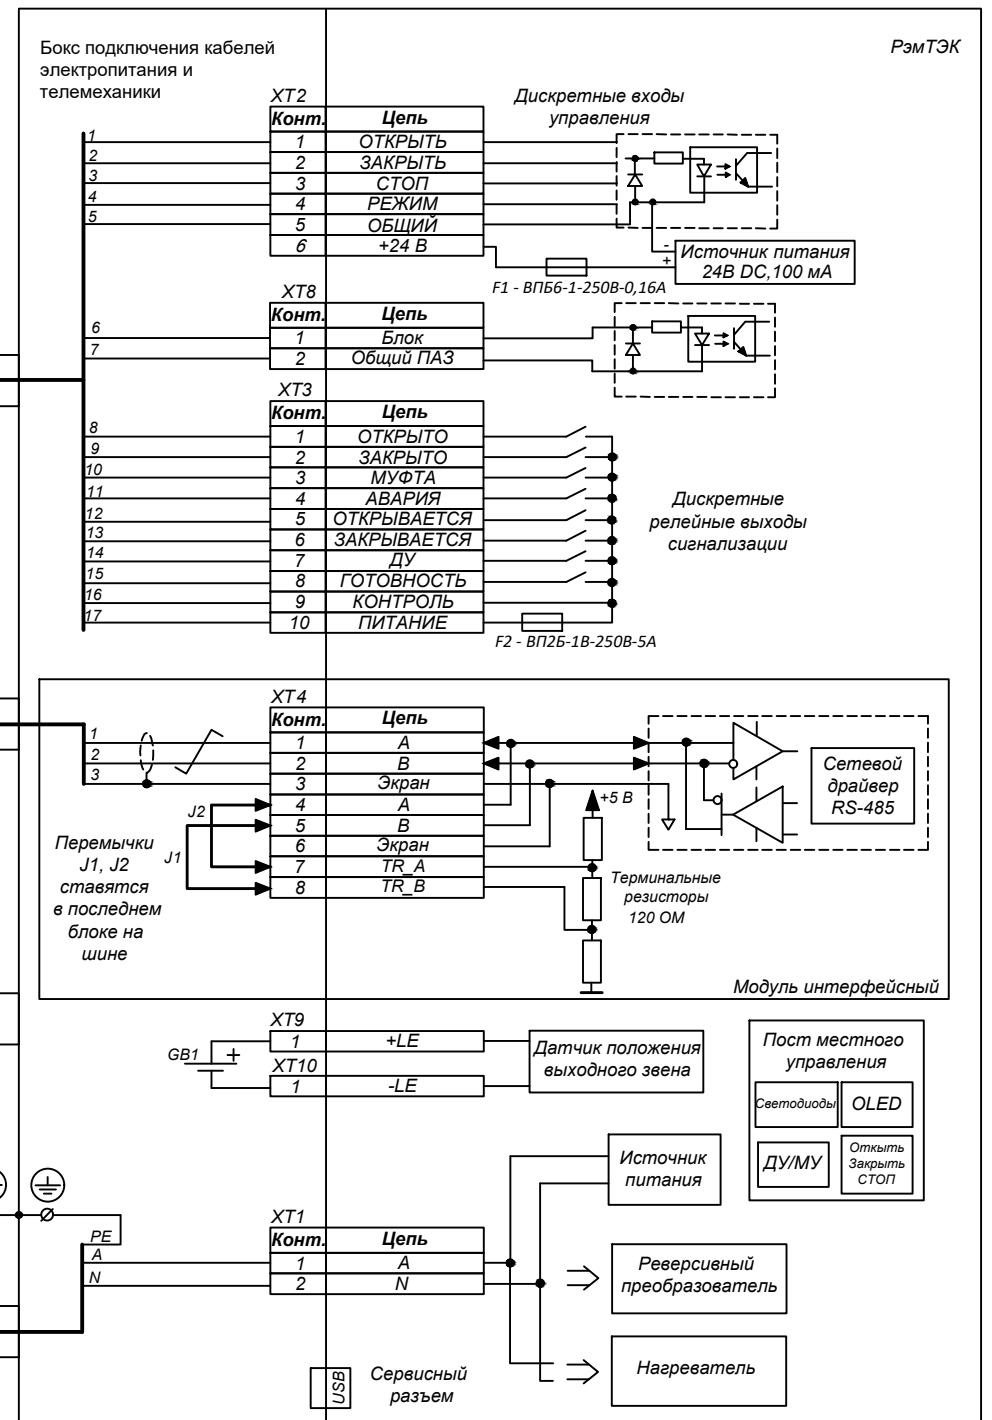 Бокс подключения кабелей
электропитания и
телемеханики
РэмТЭК
XT2
Дискретные входы
управления
Конт. Цепь
1 1 ОТКРЫТЬ
2 2 ЗАКРЫТЬ
3 3 СТОП
4 4 РЕЖИМ
5 5 ОБЩИЙ
6 +24 В
-
+
Источник питания
24В DC,100 мА
F1 - ВПБ6-1-250В-0,16А
XT8
Конт. Цепь
6 1 Блок
7 2 Общий ПАЗ
XT3
Конт. Цепь
8 1 ОТКРЫТО
9 2 ЗАКРЫТО
10 3 МУФТА
11 4 АВАРИЯ
12 5 ОТКРЫВАЕТСЯ
13 6 ЗАКРЫВАЕТСЯ
14 7 ДУ
15 8 ГОТОВНОСТЬ
16 9 КОНТРОЛЬ
17 10 ПИТАНИЕ
Дискретные
релейные выходы
сигнализации
F2 - ВП2Б-1В-250В-5А
XT4
Конт. Цепь
1 1 A
2 2 B
3 3 Экран
4 A
5 B
6 Экран
7 TR_A
8 TR_B
J2
J1
Перемычки
J1, J2
ставятся
в последнем
блоке на
шине
+5 В
Сетевой
драйвер
RS-485
Терминальные
резисторы
120 ОМ
Модуль интерфейсный
XT9
1 +LE
GB1 +
XT10
1 -LE
Датчик положения
выходного звена
Пост местного
управления
Светодиоды
OLED
ДУ/МУ
Откыть
Закрыть
СТОП
Источник
питания
XT1
Конт. Цепь
PE
A 1 A
N 2 N
Реверсивный
преобразователь
Нагреватель
USB
Сервисный
разъем